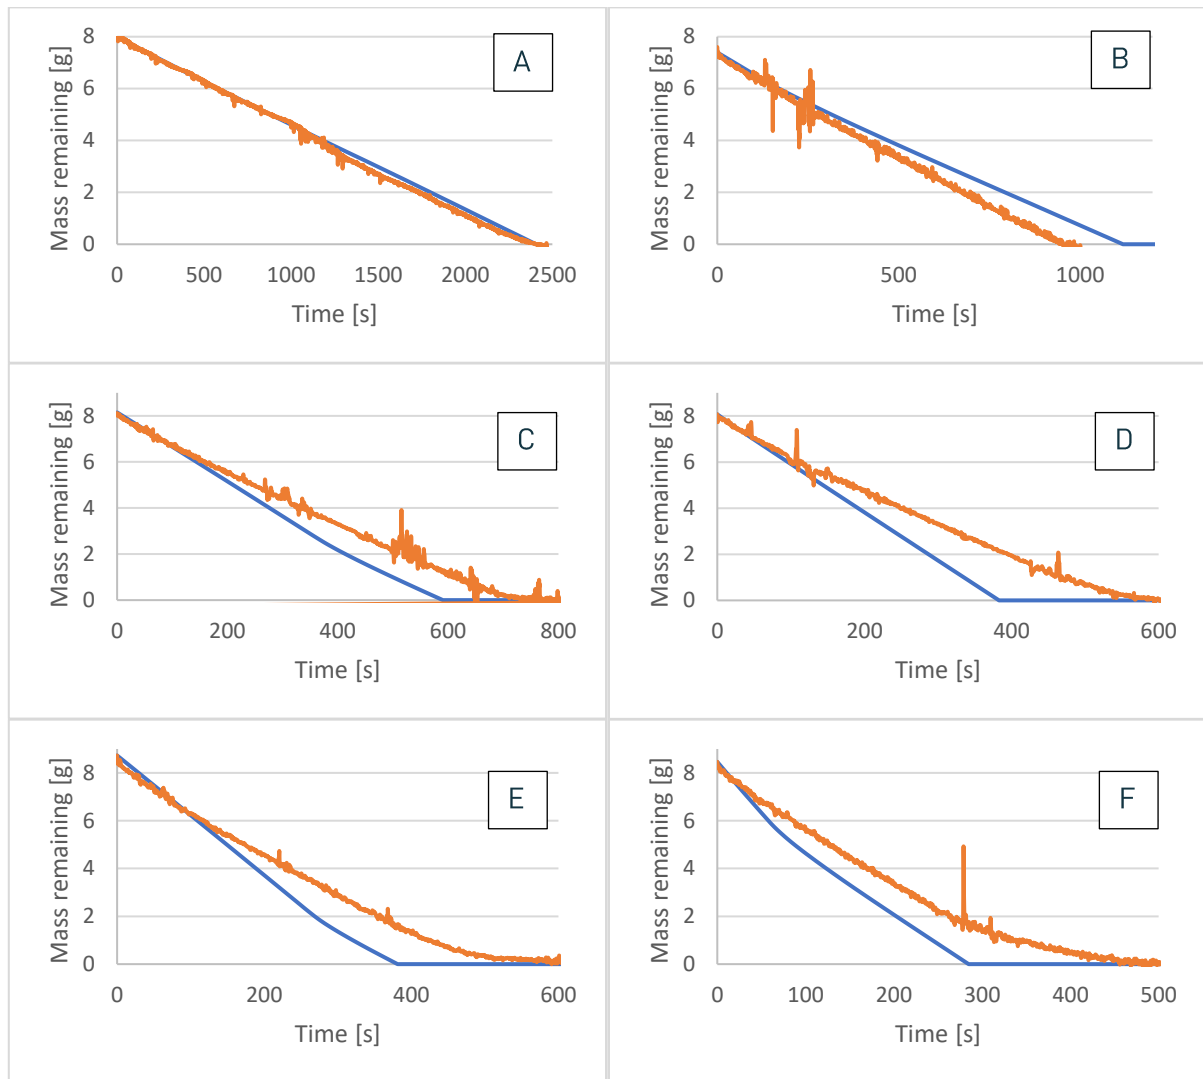 A
Mass remaining [g]
8
6
4
2
0
0 500 1000 1500 2000 2500
Time [s]
B
Mass remaining [g]
8
6
4
2
0
0 500 1000
Time [s]
C
Mass remaining [g]
8
6
4
2
0
0 200 400 600 800
Time [s]
D
Mass remaining [g]
8
6
4
2
0
0 200 400 600
Time [s]
E
Mass remaining [g]
8
6
4
2
0
0 200 400 600
Time [s]
F
Mass remaining [g]
8
6
4
2
0
0 100 200 300 400 500
Time [s]